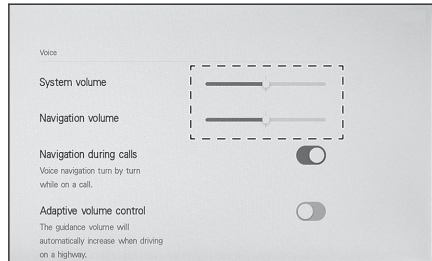 Voice
System volume
Navigation volume
Navigation during calls
Voice navigation turn by turn
while on a call.
Adaptive volume control
The guidance volume will
automatically increase when driving
on a highway.